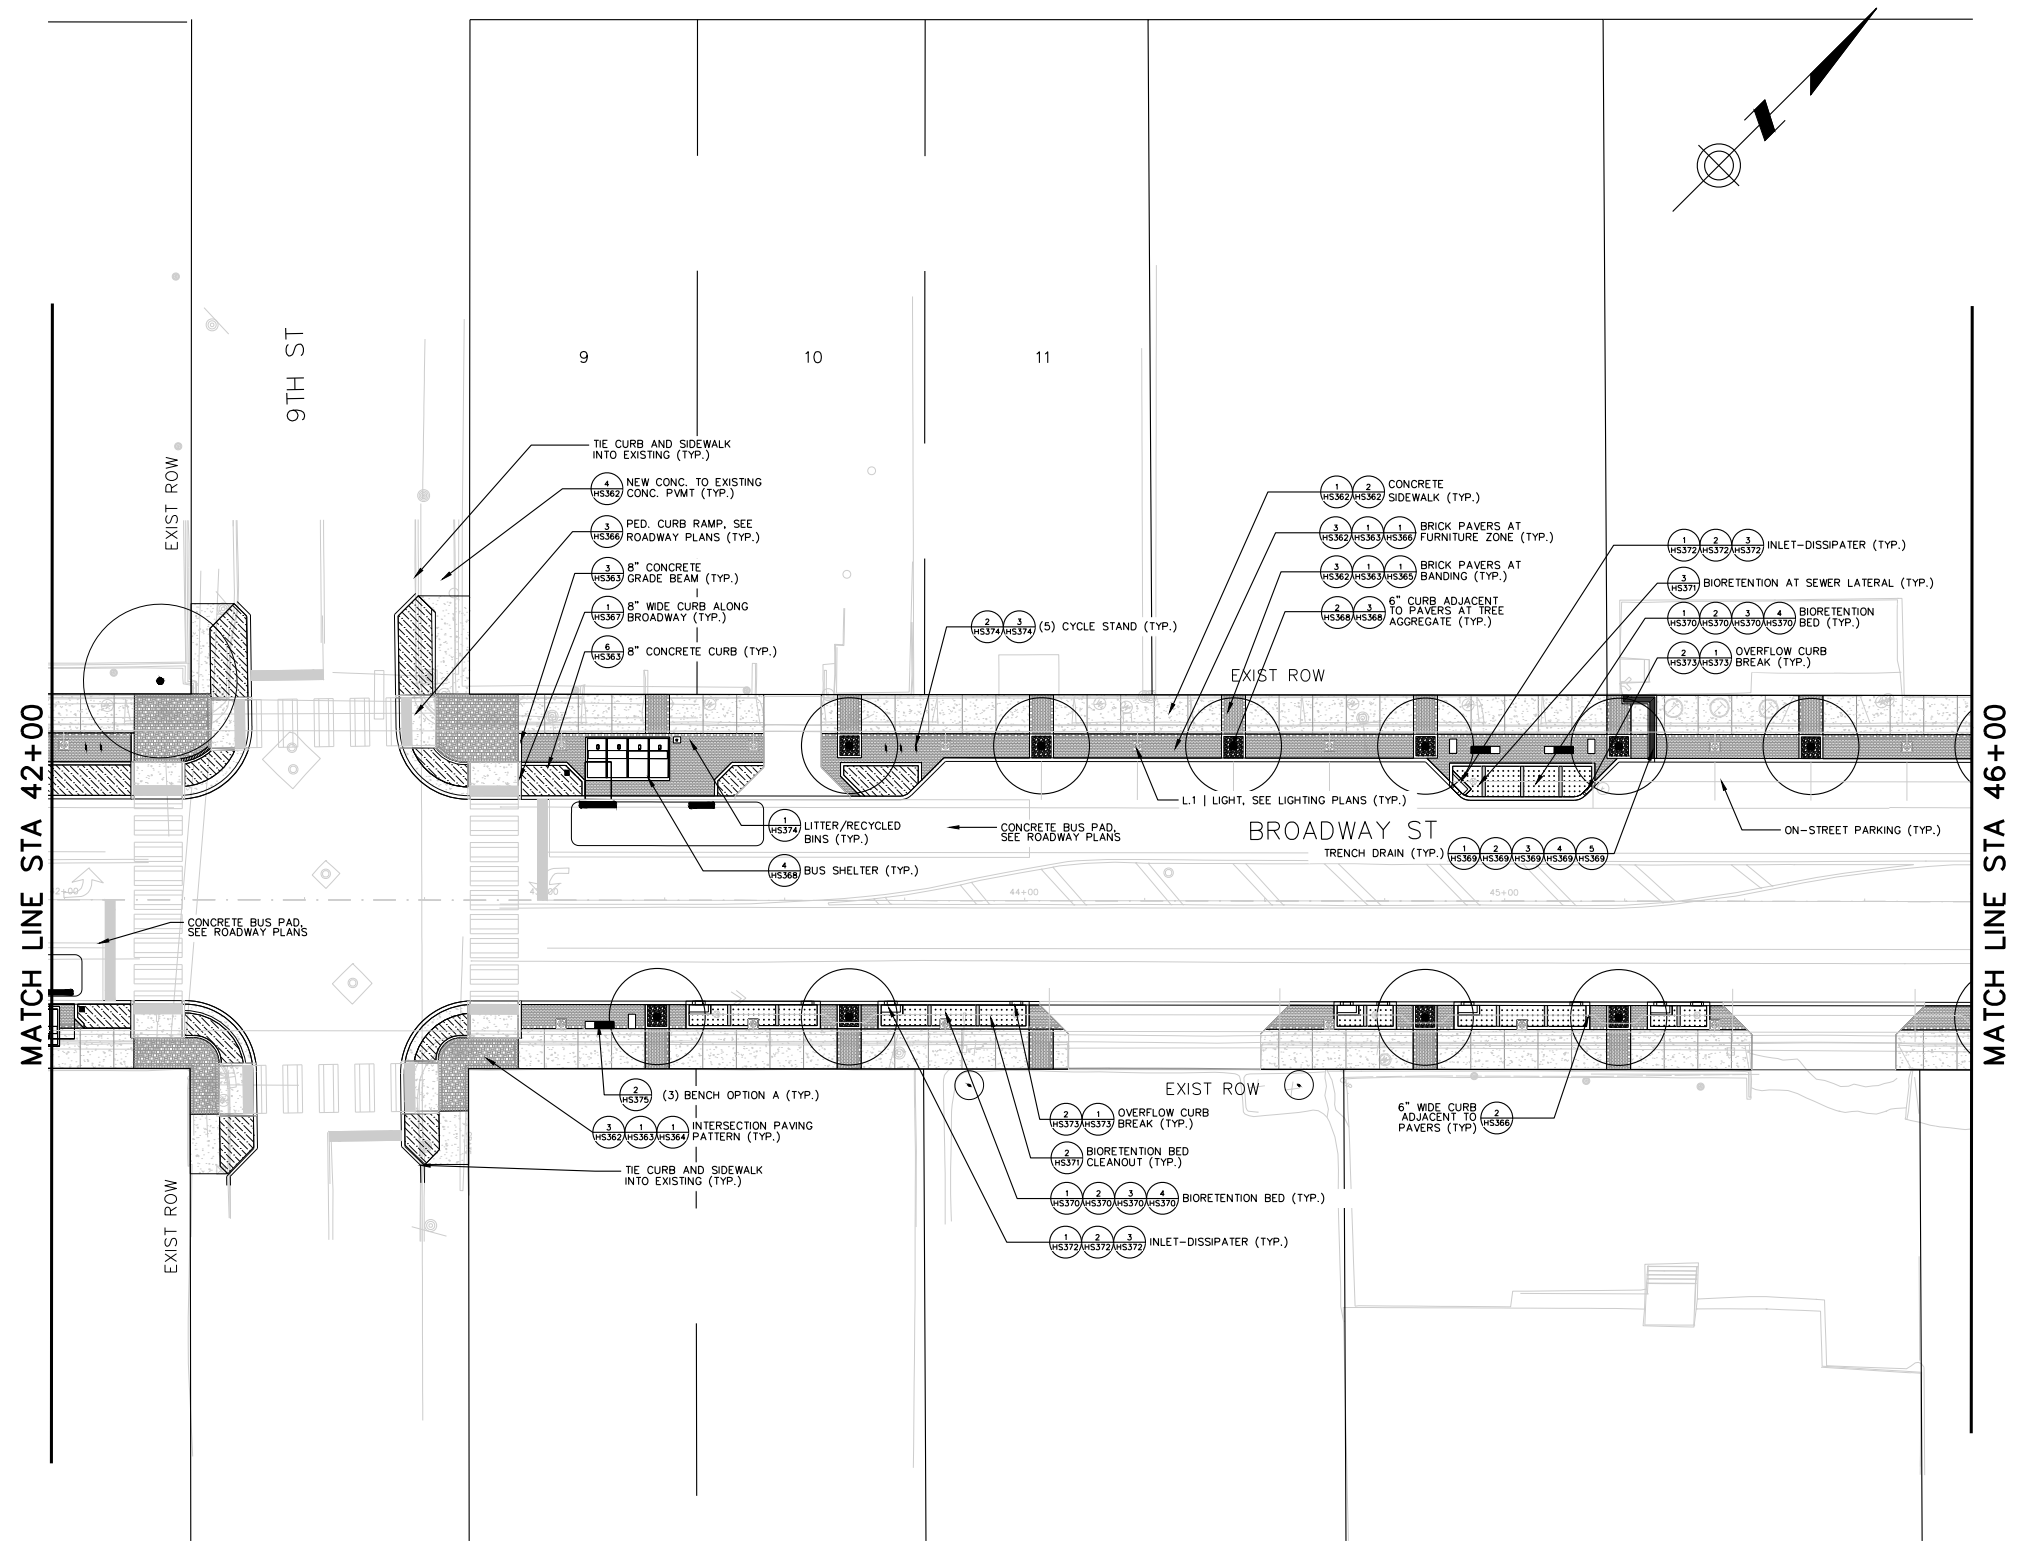 9TH ST
9
10
11
EXIST ROW
TIE CURB AND SIDEWALK
INTO EXISTING (TYP.)
4
HS362
NEW CONC. TO EXISTING
CONC. PVMT (TYP.)
3
HS366
PED. CURB RAMP, SEE
ROADWAY PLANS (TYP.)
3
HS363
8" CONCRETE
GRADE BEAM (TYP.)
1
HS367
8" WIDE CURB ALONG
BROADWAY (TYP.)
6
HS363
8" CONCRETE CURB (TYP.)
2 3
HS374 HS374
(5) CYCLE STAND (TYP.)
1 2
HS362 HS362
CONCRETE
SIDEWALK (TYP.)
3 1 1
HS362 HS363 HS366
BRICK PAVERS AT
FURNITURE ZONE (TYP.)
3 1 1
HS362 HS363 HS365
BRICK PAVERS AT
BANDING (TYP.)
2 3
HS368 HS368
6" CURB ADJACENT
TO PAVERS AT TREE
AGGREGATE (TYP.)
1 2 3
HS372 HS372 HS372
INLET-DISSIPATER (TYP.)
3
HS371
BIORETENTION AT SEWER LATERAL (TYP.)
1 2 3 4
HS370 HS370 HS370 HS370
BIORETENTION
BED (TYP.)
2 1
HS373 HS373
OVERFLOW CURB
BREAK (TYP.)
EXIST ROW
MATCH LINE STA 42+00
MATCH LINE STA 46+00
L.1 | LIGHT, SEE LIGHTING PLANS (TYP.)
1
HS374
LITTER/RECYCLED
BINS (TYP.)
CONCRETE BUS PAD,
SEE ROADWAY PLANS
BROADWAY ST
ON-STREET PARKING (TYP.)
TRENCH DRAIN (TYP.)
1 2 3 4 5
HS369 HS369 HS369 HS369 HS369
4
HS368
BUS SHELTER (TYP.)
44+00
45+00
CONCRETE BUS PAD,
SEE ROADWAY PLANS
2
HS375
(3) BENCH OPTION A (TYP.)
EXIST ROW
3 1 1
HS362 HS363 HS364
INTERSECTION PAVING
PATTERN (TYP.)
2 1
HS373 HS373
OVERFLOW CURB
BREAK (TYP.)
6" WIDE CURB
ADJACENT TO
PAVERS (TYP)
2
HS366
2
HS371
BIORETENTION BED
CLEANOUT (TYP.)
TIE CURB AND SIDEWALK
INTO EXISTING (TYP.)
1 2 3 4
HS370 HS370 HS370 HS370
BIORETENTION BED (TYP.)
1 2 3
HS372 HS372 HS372
INLET-DISSIPATER (TYP.)
EXIST ROW